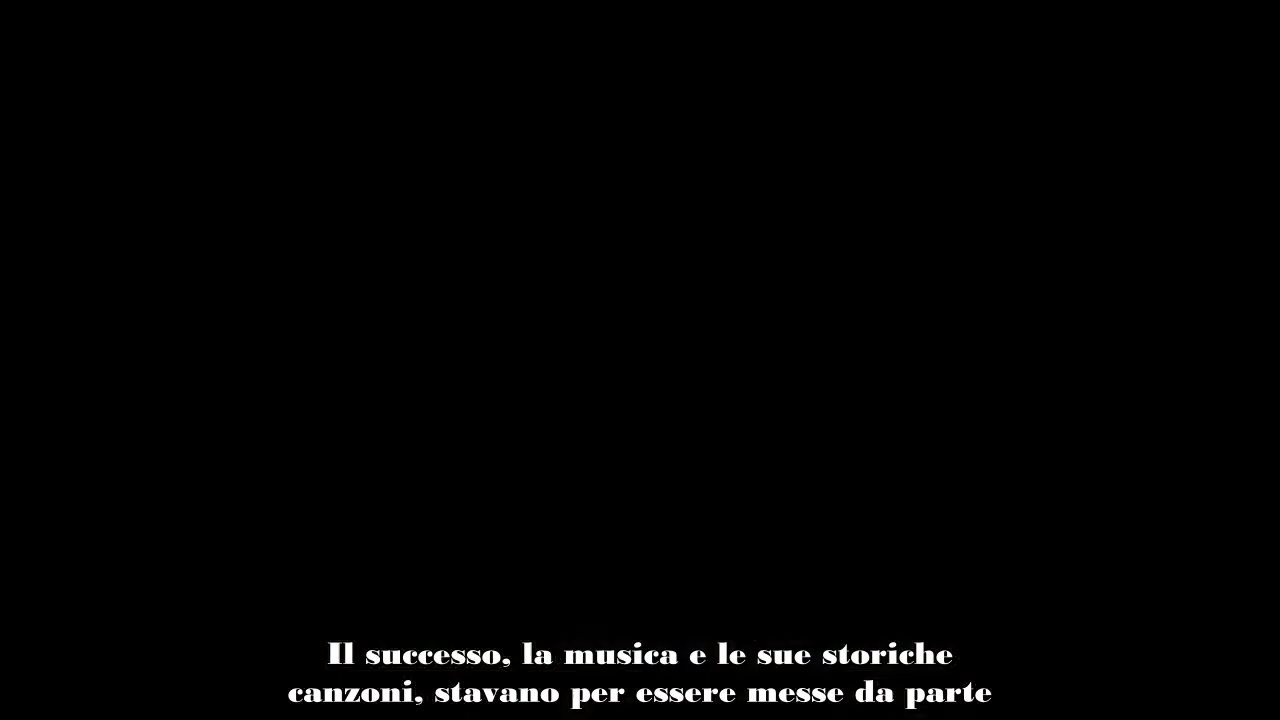 Il successo, la musica e le sue storiche
canzoni, stavano per essere messe da parte